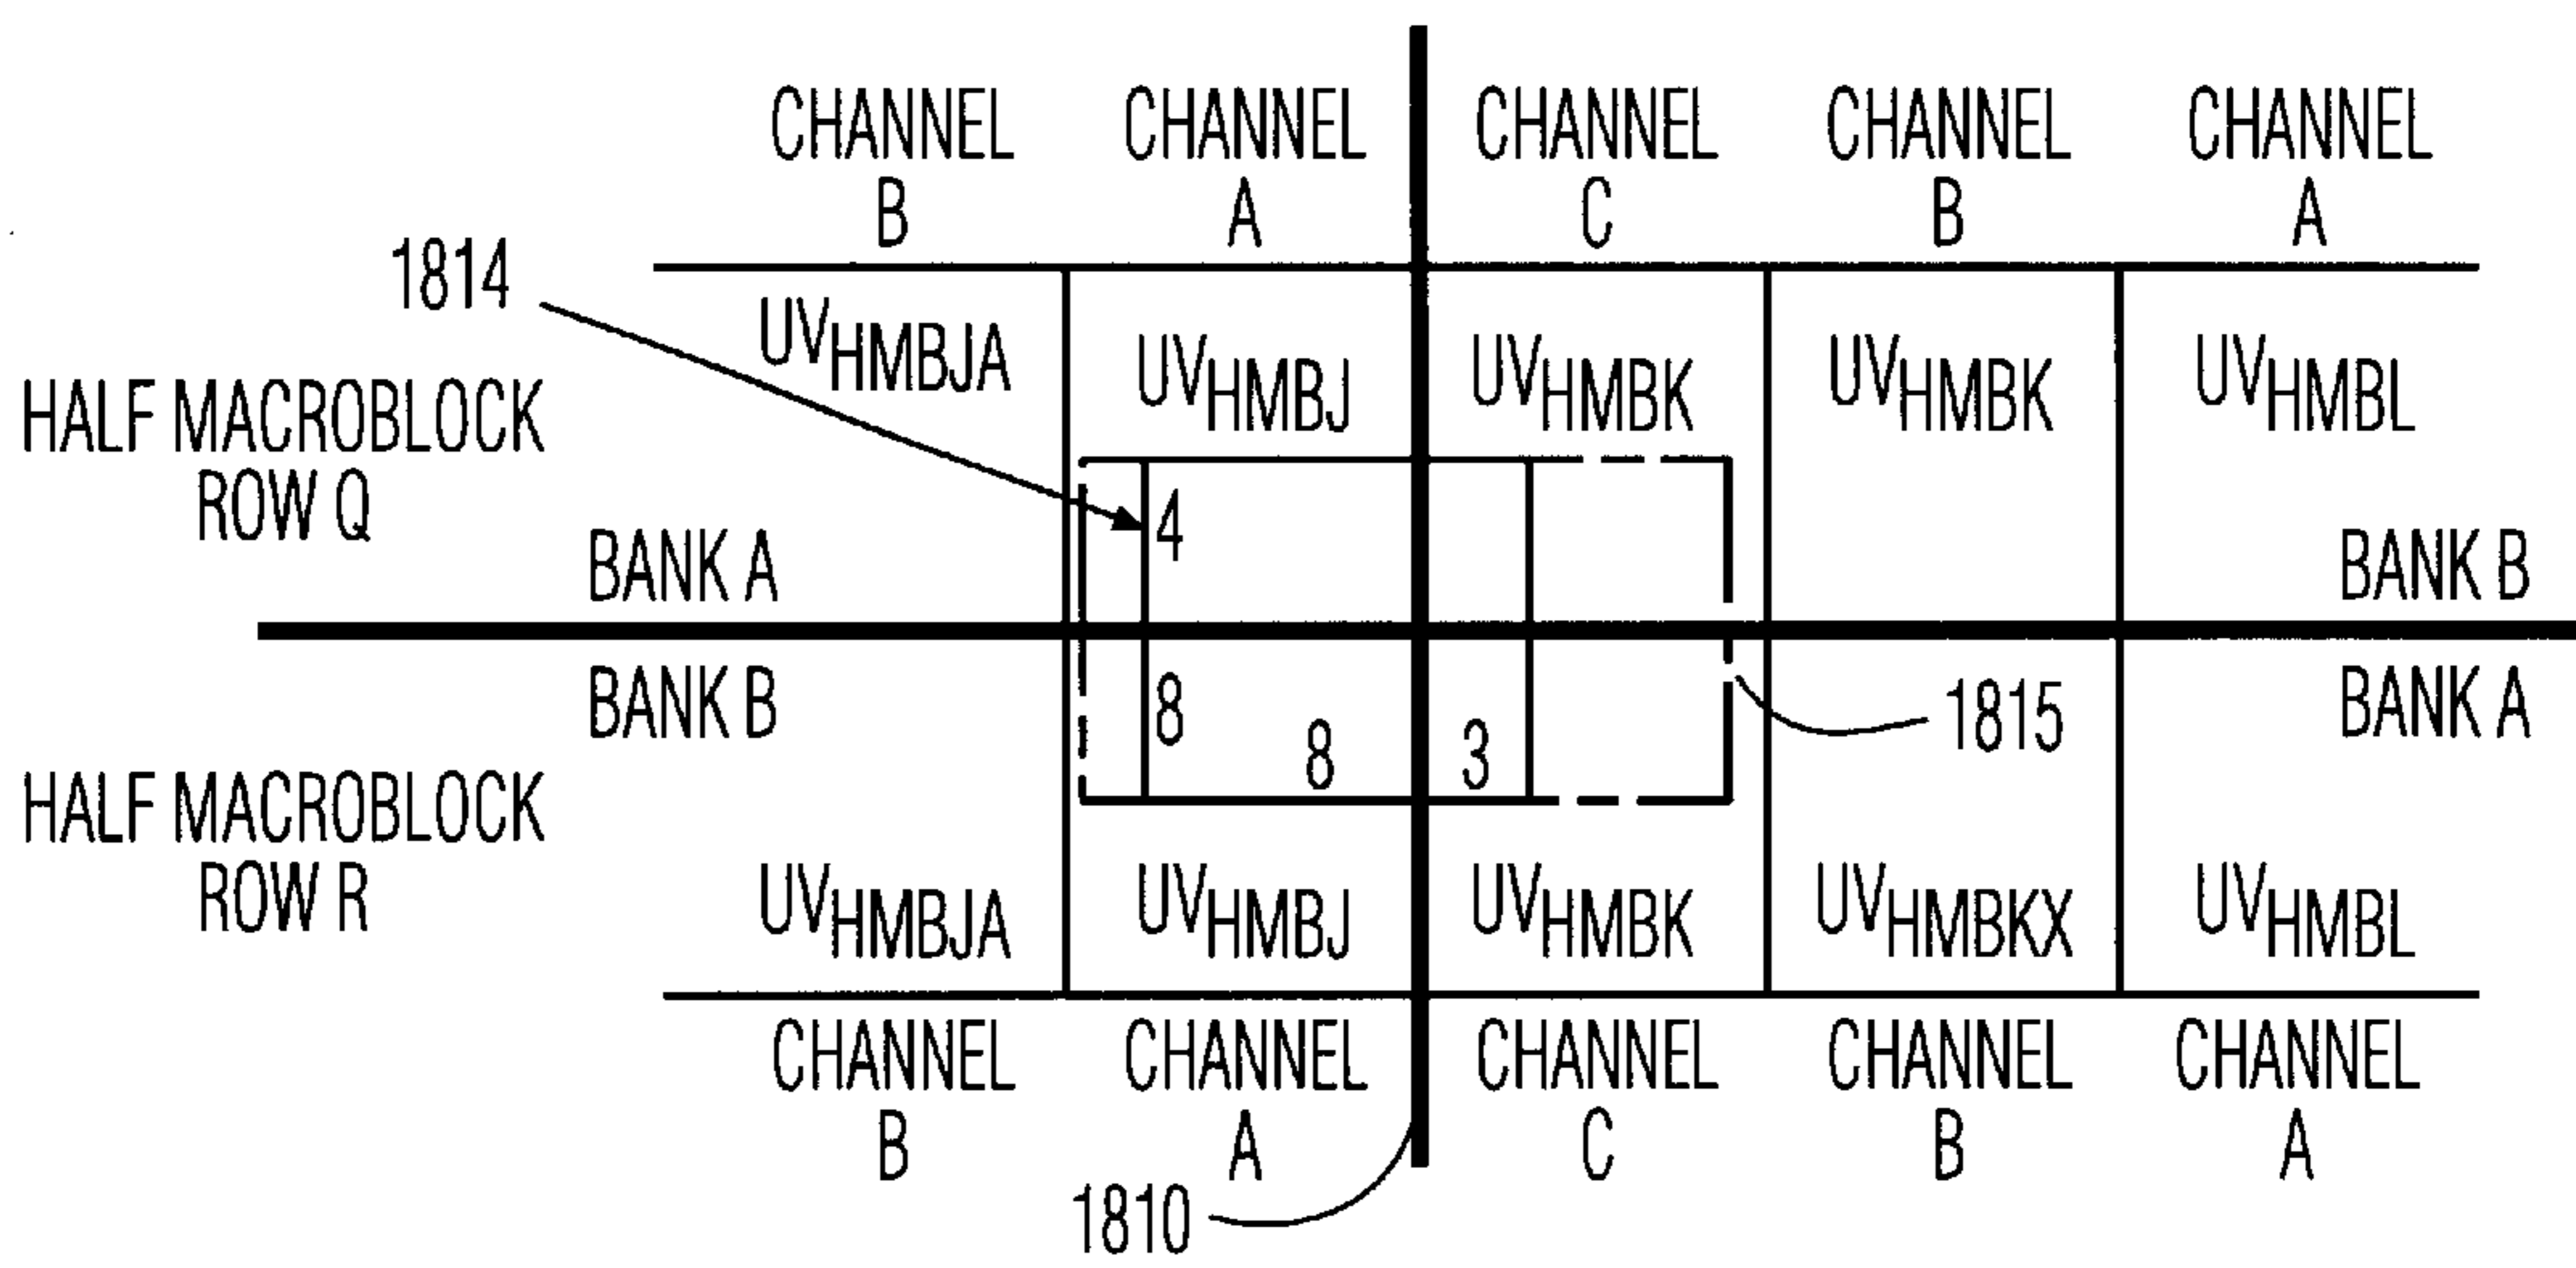 CHANNEL B CHANNEL A CHANNEL C CHANNEL B CHANNEL A
1814
UVHMBJA UVHMBJ UVHMBK UVHMBK UVHMBL
HALF MACROBLOCK
ROW Q
4
BANK A BANK B
BANK B BANK A
8 8 3 1815
HALF MACROBLOCK
ROW R
UVHMBJA UVHMBJ UVHMBK UVHMBKX UVHMBL
CHANNEL B CHANNEL A CHANNEL C CHANNEL B CHANNEL A
1810